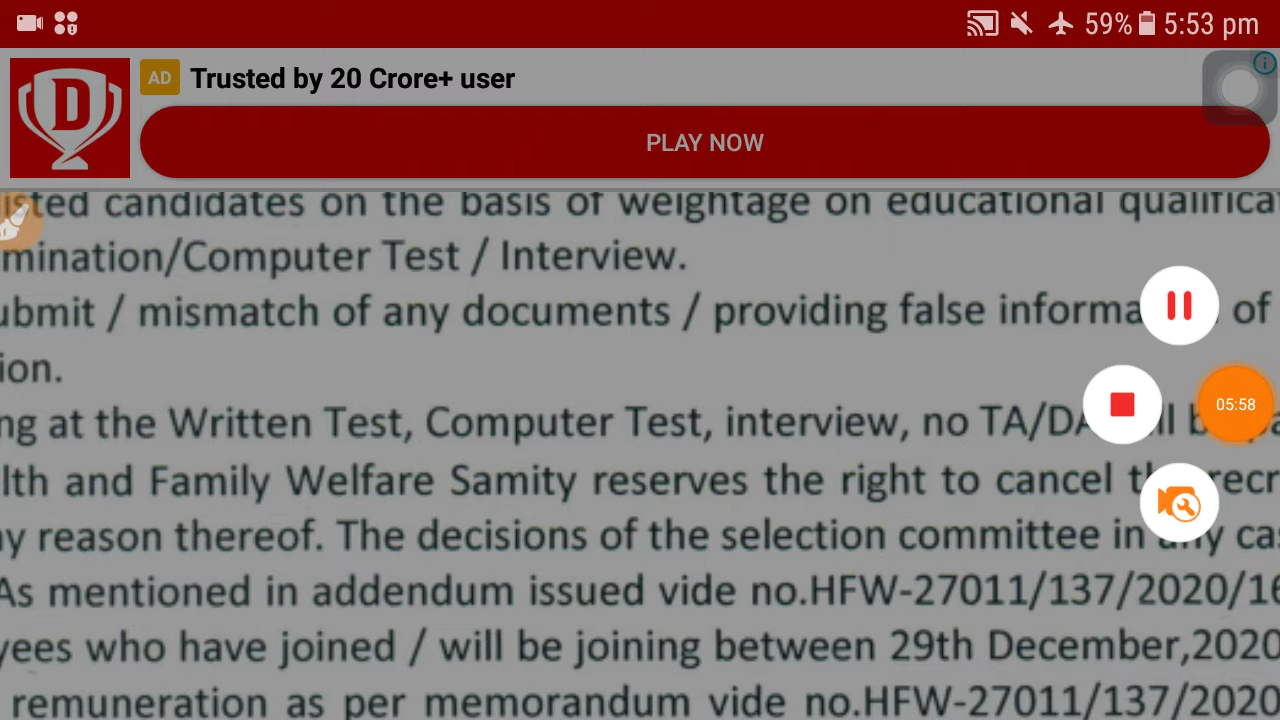 59% 5:53 pm
D
AD Trusted by 20 Crore+ user
PLAY NOW
isted candidates on the basis of weightage on educational qualifica
mination/Computer Test / Interview.
ubmit / mismatch of any documents / providing false informa of
ion.
05:58
ng at the Written Test, Computer Test, interview, no TA/DA
lth and Family Welfare Samity reserves the right to cancel recr
ny reason thereof. The decisions of the selection committee in any cas
As mentioned in addendum issued vide no.HFW-27011/137/2020/16
yees who have joined / will be joining between 29th December,2020
remuneration as per memorandum vide no.HFW-27011/137/2020